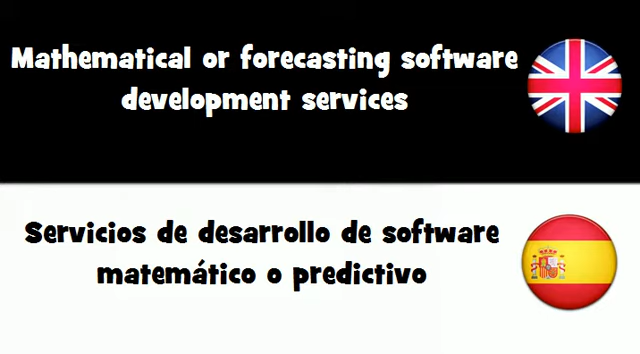 Mathematical or forecasting software
development services
Servicios de desarrollo de software
matemático o predictivo